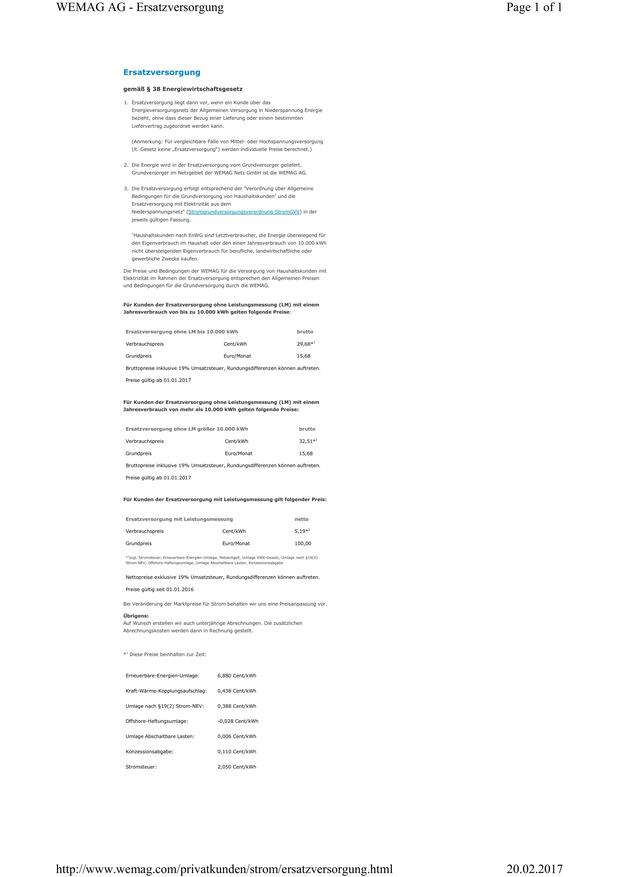 WEMAG AG - Ersatzversorgung Page 1 of 1
Ersatzversorgung
gemäß § 38 Energiewirtschaftsgesetz
1. Ersatzversorgung liegt dann vor, wenn ein Kunde über das
Energieversorgungsnetz der Allgemeinen Versorgung in Niederspannung Energie
bezieht, ohne dass dieser Bezug einer Lieferung oder einem bestimmten
Liefervertrag zugeordnet werden kann.
(Anmerkung: Für vergleichbare Fälle von Mittel- oder Hochspannungsversorgung
(lt. Gesetz keine „Ersatzversorgung") werden individuelle Preise berechnet.)
2. Die Energie wird in der Ersatzversorgung vom Grundversorger geliefert.
Grundversorger im Netzgebiet der WEMAG Netz GmbH ist die WEMAG AG.
3. Die Ersatzversorgung erfolgt entsprechend der "Verordnung über Allgemeine
Bedingungen für die Grundversorgung von Haushaltskunden¹ und die
Ersatzversorgung mit Elektrizität aus dem
Niederspannungsnetz" (Stromgrundversorgungsverordnung-StromGVV) in der
jeweils gültigen Fassung.
¹Haushaltskunden nach EnWG sind Letztverbraucher, die Energie überwiegend für
den Eigenverbrauch im Haushalt oder den einen Jahresverbrauch von 10.000 kWh
nicht übersteigenden Eigenverbrauch für berufliche, landwirtschaftliche oder
gewerbliche Zwecke kaufen.
Die Preise und Bedingungen der WEMAG für die Versorgung von Haushaltskunden mit
Elektrizität im Rahmen der Ersatzversorgung entsprechen den Allgemeinen Preisen
und Bedingungen für die Grundversorgung durch die WEMAG.
Für Kunden der Ersatzversorgung ohne Leistungsmessung (LM) mit einem
Jahresverbrauch von bis zu 10.000 kWh gelten folgende Preise:
Ersatzversorgung ohne LM bis 10.000 kWh brutto
Verbrauchspreis Cent/kWh 29,68*¹
Grundpreis Euro/Monat 15,68
Bruttopreise inklusive 19% Umsatzsteuer, Rundungsdifferenzen können auftreten.
Preise gültig ab 01.01.2017
Für Kunden der Ersatzversorgung ohne Leistungsmessung (LM) mit einem
Jahresverbrauch von mehr als 10.000 kWh gelten folgende Preise:
Ersatzversorgung ohne LM größer 10.000 kWh brutto
Verbrauchspreis Cent/kWh 32,51*¹
Grundpreis Euro/Monat 15,68
Bruttopreise inklusive 19% Umsatzsteuer, Rundungsdifferenzen können auftreten.
Preise gültig ab 01.01.2017
Für Kunden der Ersatzversorgung mit Leistungsmessung gilt folgender Preis:
Ersatzversorgung mit Leistungsmessung netto
Verbrauchspreis Cent/kWh 5,19*²
Grundpreis Euro/Monat 100,00
*²zzgl. Stromsteuer, Erneuerbare-Energien-Umlage, Netzentgelt, Umlage KWK-Gesetz, Umlage nach §19(2)
Strom-NEV, Offshore-Haftungsumlage, Umlage Abschaltbare Lasten, Konzessionsabgabe
Nettopreise exklusive 19% Umsatzsteuer, Rundungsdifferenzen können auftreten.
Preise gültig seit 01.01.2016
Bei Veränderung der Marktpreise für Strom behalten wir uns eine Preisanpassung vor.
Übrigens:
Auf Wunsch erstellen wir auch unterjährige Abrechnungen. Die zusätzlichen
Abrechnungskosten werden dann in Rechnung gestellt.
*¹ Diese Preise beinhalten zur Zeit:
Erneuerbare-Energien-Umlage: 6,880 Cent/kWh
Kraft-Wärme-Kopplungsaufschlag: 0,438 Cent/kWh
Umlage nach §19(2) Strom-NEV: 0,388 Cent/kWh
Offshore-Haftungsumlage: -0,028 Cent/kWh
Umlage Abschaltbare Lasten: 0,006 Cent/kWh
Konzessionsabgabe: 0,110 Cent/kWh
Stromsteuer: 2,050 Cent/kWh
http://www.wemag.com/privatkunden/strom/ersatzversorgung.html 20.02.2017